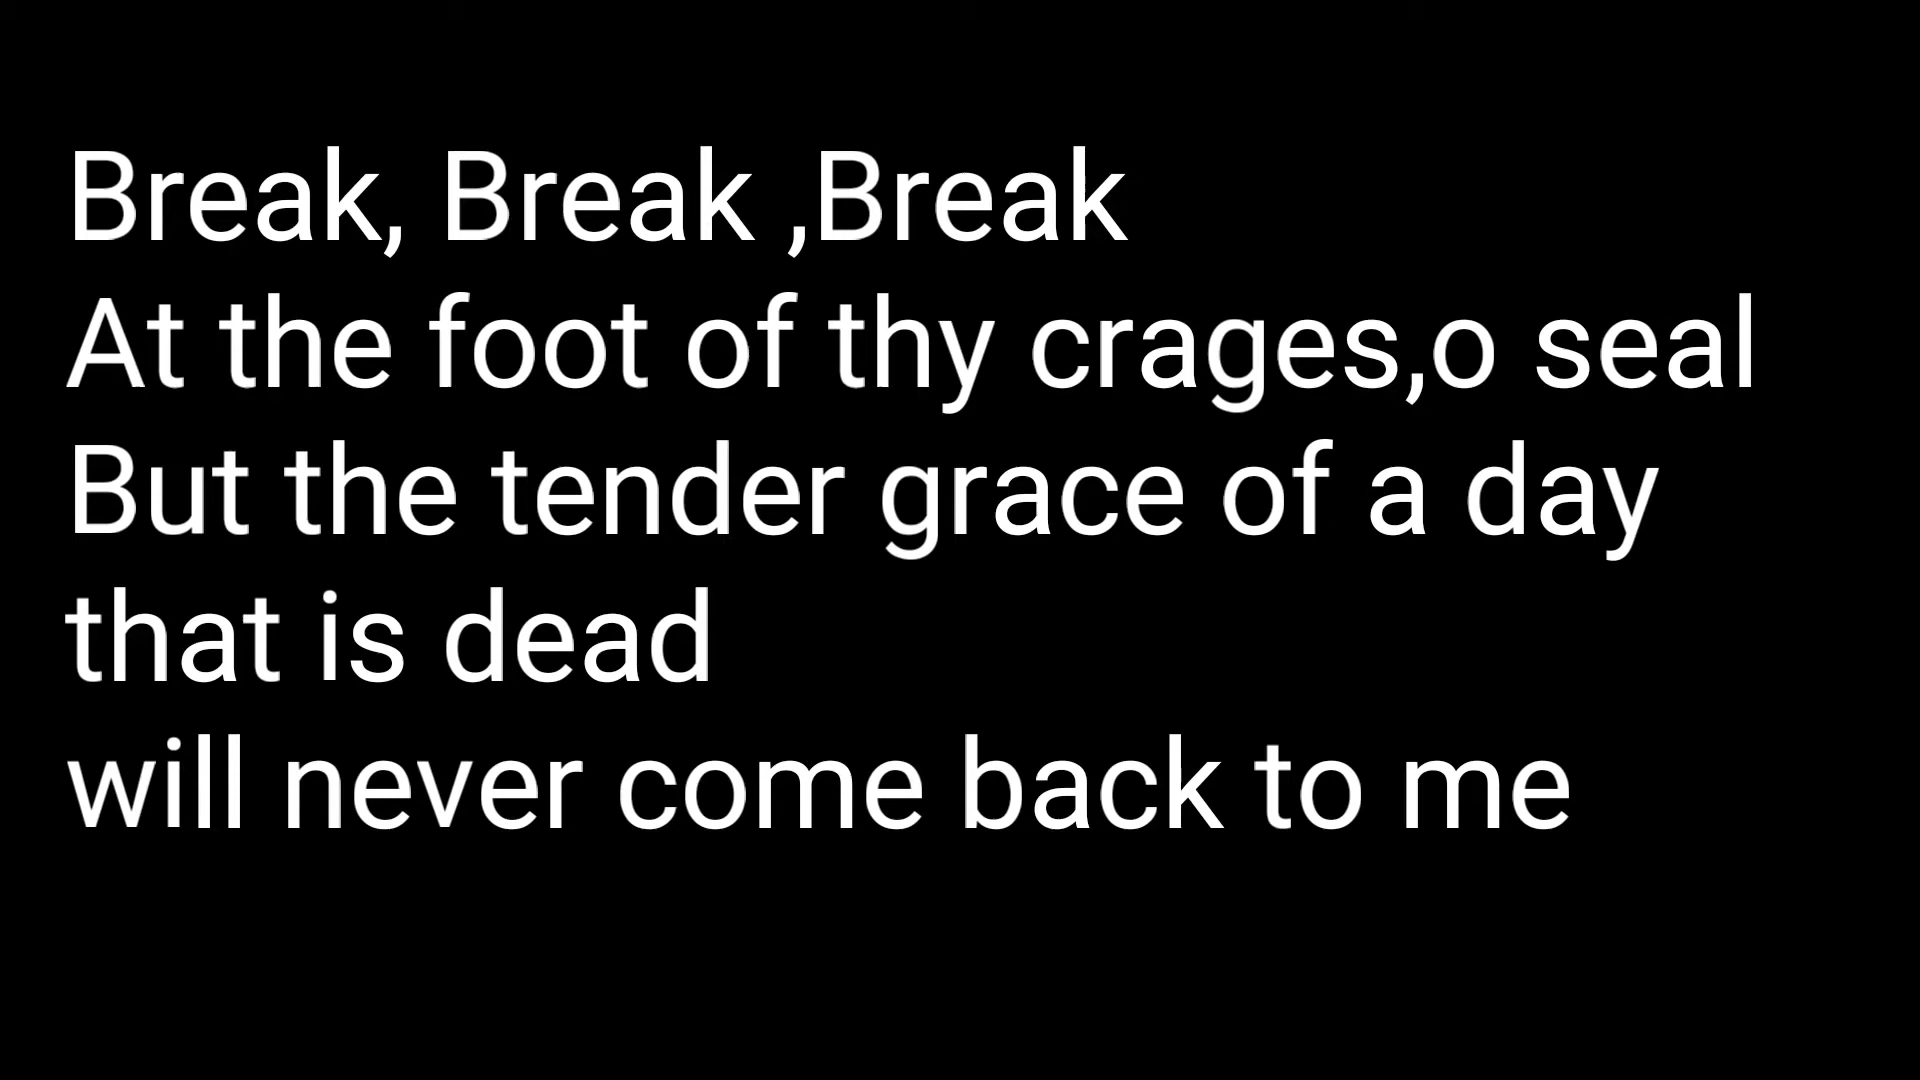 Break, Break ,Break
At the foot of thy crages,o seal
But the tender grace of a day
that is dead
will never come back to me